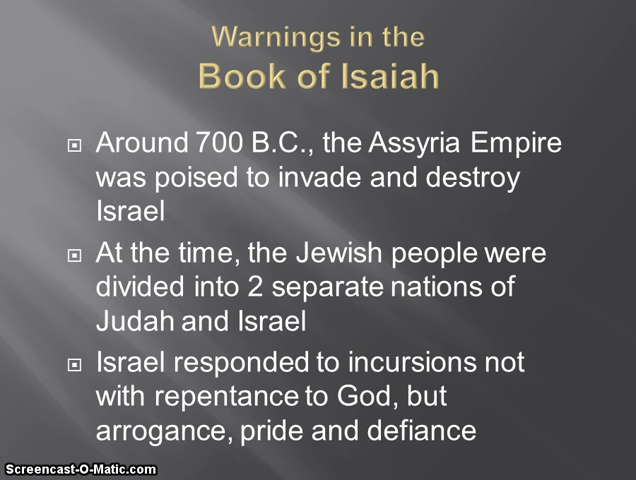 Warnings in the
Book of Isaiah
Around 700 B.C., the Assyria Empire
was poised to invade and destroy
Israel
At the time, the Jewish people were
divided into 2 separate nations of
Judah and Israel
Israel responded to incursions not
with repentance to God, but
arrogance, pride and defiance
Screencast-O-Matic.com